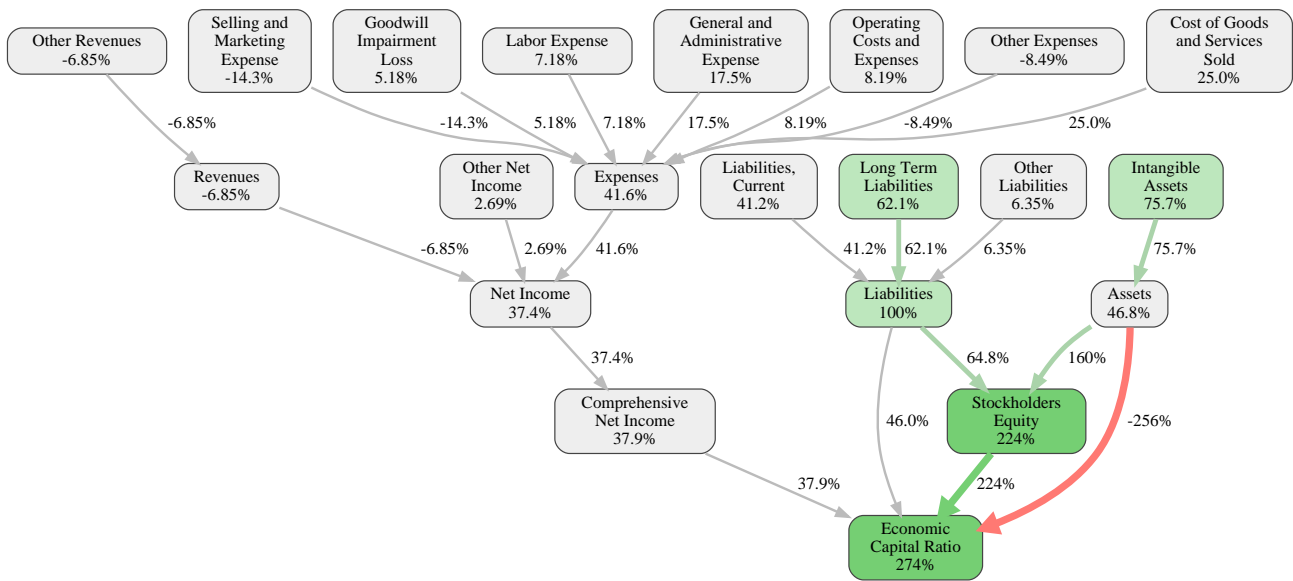 Other Revenues
-6.85%
Selling and
Marketing
Expense
-14.3%
Goodwill
Impairment
Loss
5.18%
Labor Expense
7.18%
General and
Administrative
Expense
17.5%
Operating
Costs and
Expenses
8.19%
Other Expenses
-8.49%
Cost of Goods
and Services
Sold
25.0%
-6.85%
-14.3%
5.18%
7.18%
17.5%
8.19%
-8.49%
25.0%
Revenues
-6.85%
Other Net
Income
2.69%
Expenses
41.6%
Liabilities,
Current
41.2%
Long Term
Liabilities
62.1%
Other
Liabilities
6.35%
Intangible
Assets
75.7%
-6.85%
2.69%
41.6%
41.2%
62.1%
6.35%
75.7%
Net Income
37.4%
Liabilities
100%
Assets
46.8%
37.4%
64.8%
160%
Comprehensive
Net Income
37.9%
46.0%
Stockholders
Equity
224%
-256%
37.9%
224%
Economic
Capital Ratio
274%